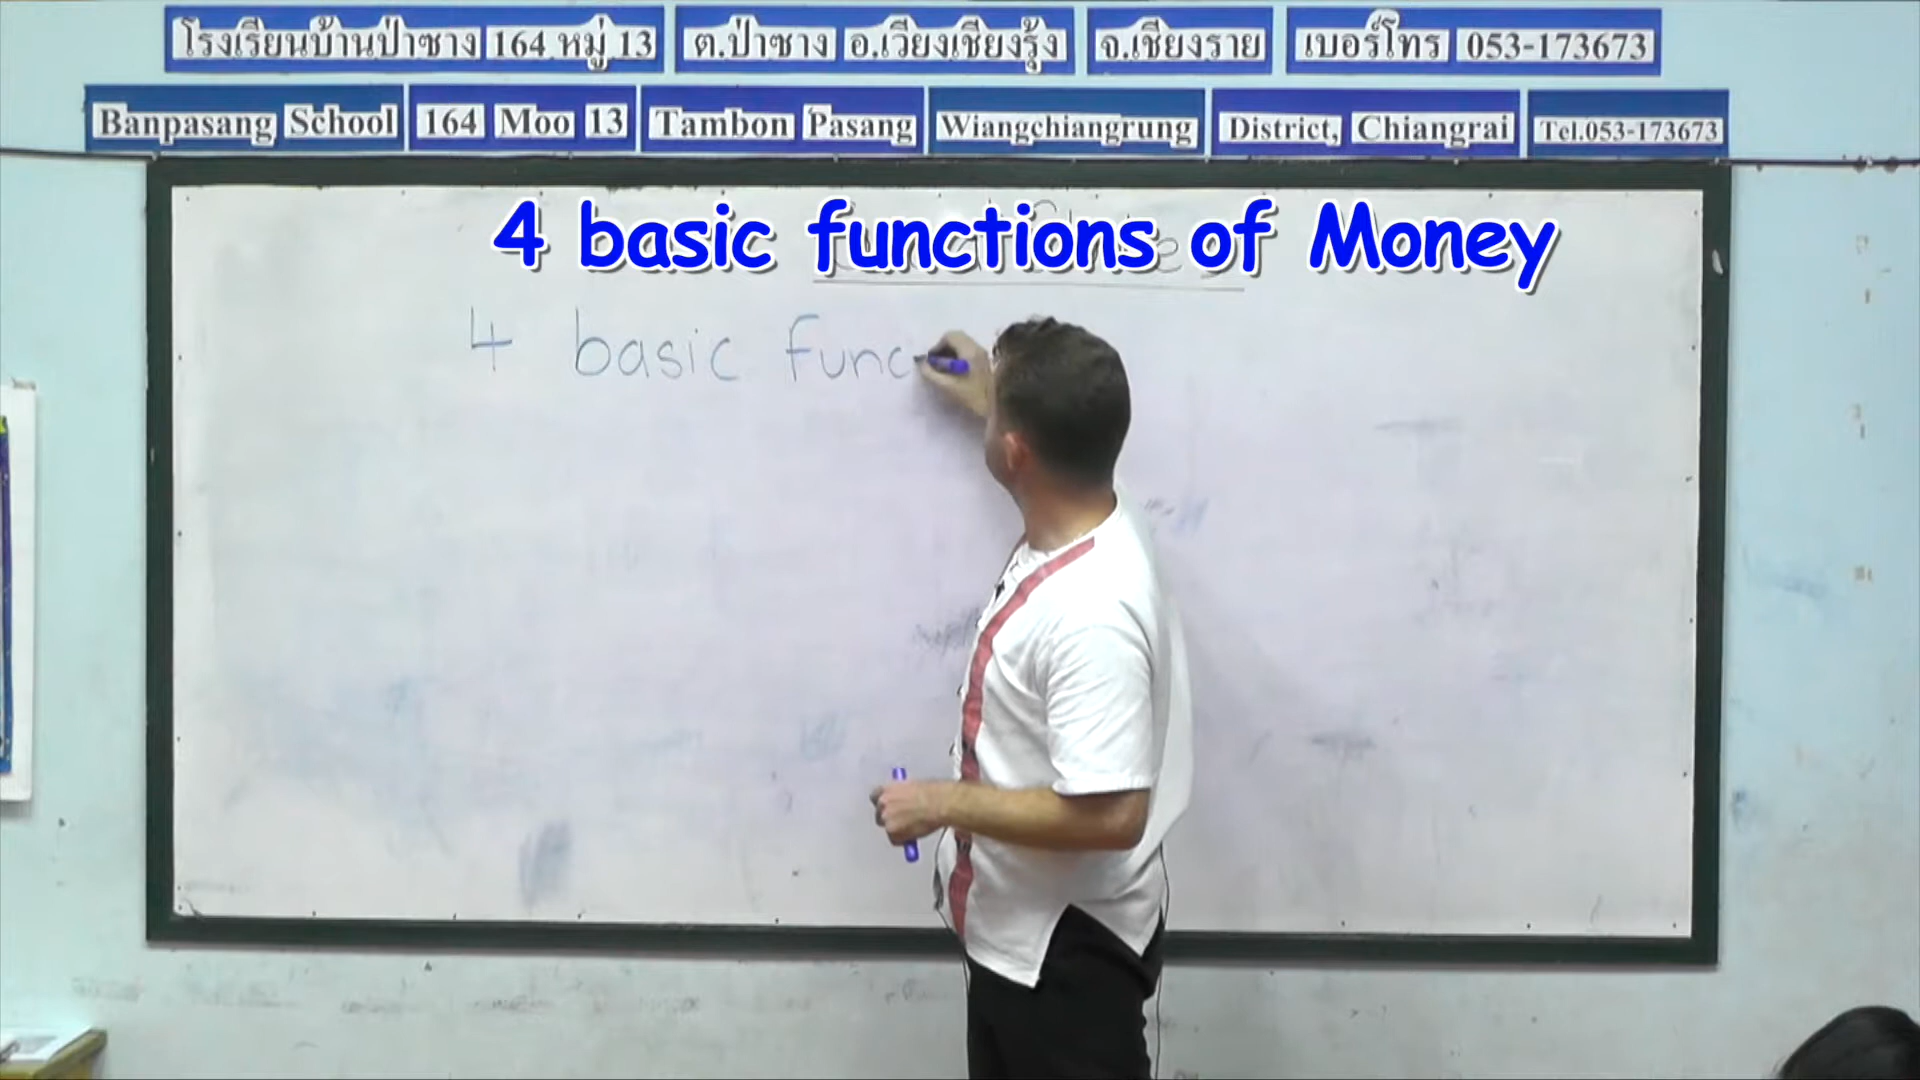 โรงเรียนบ้านป่าซาง 164 หมู่ 13 ต.ป่าซาง อ.เวียงเชียงรุ้ง จ.เชียงราย เบอร์โทร 053-173673
Banpasang School 164 Moo 13 Tambon Pasang Wiangchiangrung District, Chiangrai Tel.053-173673
4 basic functions of Money
4 basic func